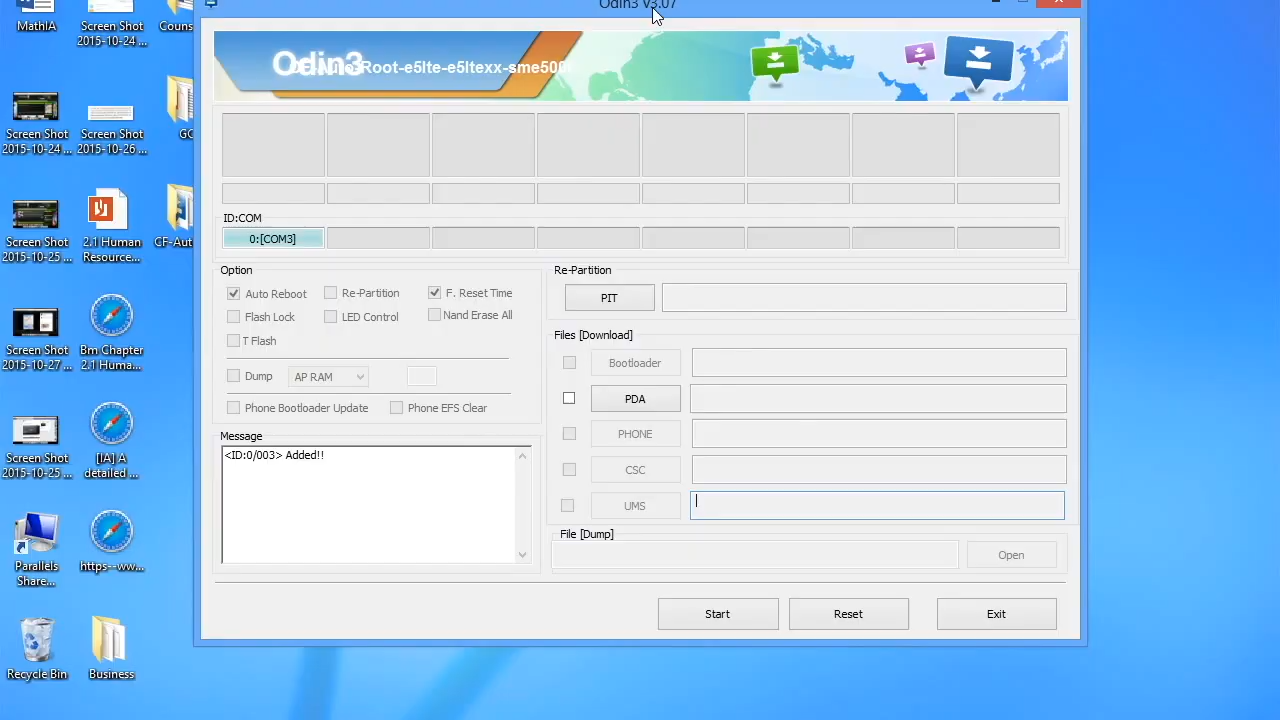 Odin3 v3.07
MathIA
Screen Shot
2015-10-24 ...
Couns
Odin3
Root-e5lte-e5ltexx-sme500
Screen Shot
2015-10-24 ...
Screen Shot
2015-10-26 ...
GC
ID:COM
0:[COM3]
Screen Shot
2015-10-25 ...
2.1 Human
Resource...
CF-Aut
Option
Auto Reboot
Re-Partition
F. Reset Time
Flash Lock
LED Control
Nand Erase All
T Flash
Dump
AP RAM
Phone Bootloader Update
Phone EFS Clear
Re-Partition
PIT
Files [Download]
Bootloader
PDA
PHONE
CSC
UMS
File [Dump]
Open
Message
<ID:0/003> Added!!
Start
Reset
Exit
Screen Shot
2015-10-27 ...
Bm Chapter
2.1 Huma...
Screen Shot
2015-10-25 ...
[IA] A
detailed ...
Parallels
Share...
https--ww...
Recycle Bin
Business